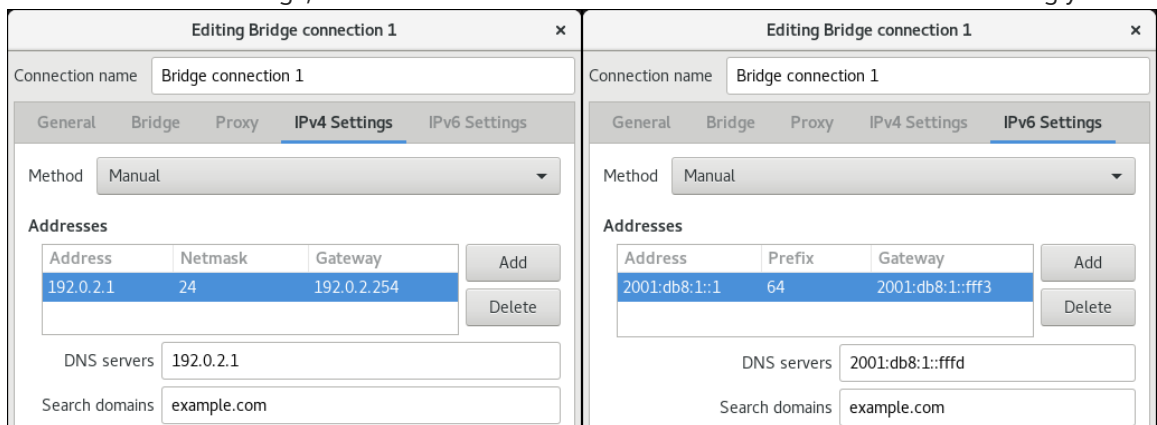 Editing Bridge connection 1 ×
Connection name Bridge connection 1
General Bridge Proxy IPv4 Settings IPv6 Settings
Method Manual
Addresses
Address Netmask Gateway
192.0.2.1 24 192.0.2.254
Add
Delete
DNS servers 192.0.2.1
Search domains example.com
Editing Bridge connection 1 ×
Connection name Bridge connection 1
General Bridge Proxy IPv4 Settings IPv6 Settings
Method Manual
Addresses
Address Prefix Gateway
2001:db8:1::1 64 2001:db8:1::fff3
Add
Delete
DNS servers 2001:db8:1::fffd
Search domains example.com